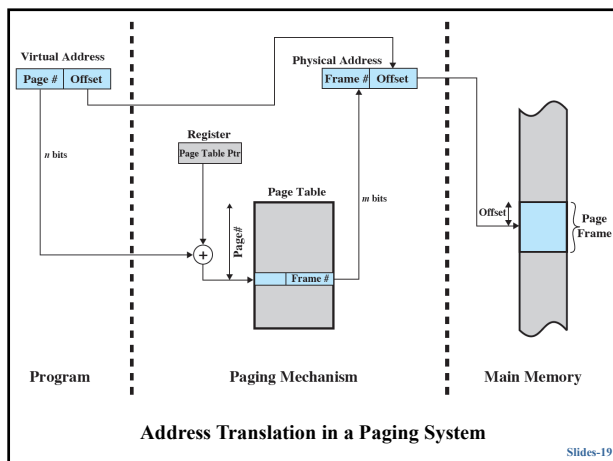 Virtual Address
Page # Offset
n bits
Register
Page Table Ptr
Page Table
Page#
+
Frame #
m bits
Physical Address
Frame # Offset
Offset
Page
Frame
Program
Paging Mechanism
Main Memory
Address Translation in a Paging System
Slides-19